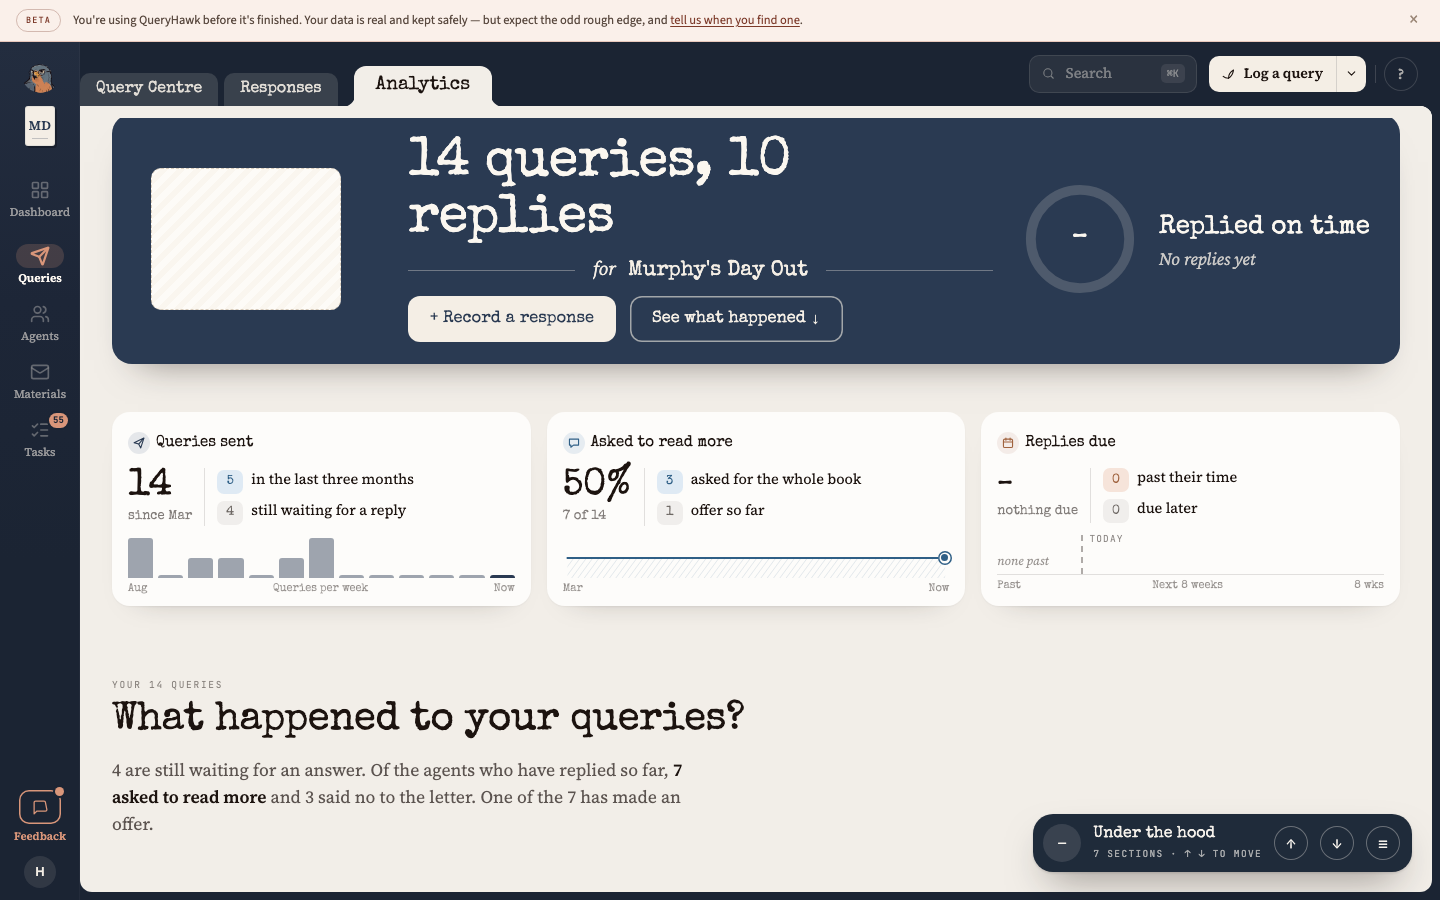 BETA
You're using QueryHawk before it's finished. Your data is real and kept safely — but expect the odd rough edge, and tell us when you find one.
×
Query Centre
Responses
Analytics
Search
⌘K
Log a query
?
MD
Dashboard
Queries
Agents
Materials
55
Tasks
Feedback
H
14 queries, 10
replies
for Murphy's Day Out
+ Record a response
See what happened ↓
–
Replied on time
No replies yet
Queries sent
14
since Mar
5 in the last three months
4 still waiting for a reply
Aug
Queries per week
Now
Asked to read more
50%
7 of 14
3 asked for the whole book
1 offer so far
Mar
Now
Replies due
–
nothing due
0 past their time
0 due later
TODAY
none past
Past
Next 8 weeks
8 wks
YOUR 14 QUERIES
What happened to your queries?
4 are still waiting for an answer. Of the agents who have replied so far, 7
asked to read more and 3 said no to the letter. One of the 7 has made an
offer.
–
Under the hood
7 SECTIONS · ↑ ↓ TO MOVE
↑
↓
≡